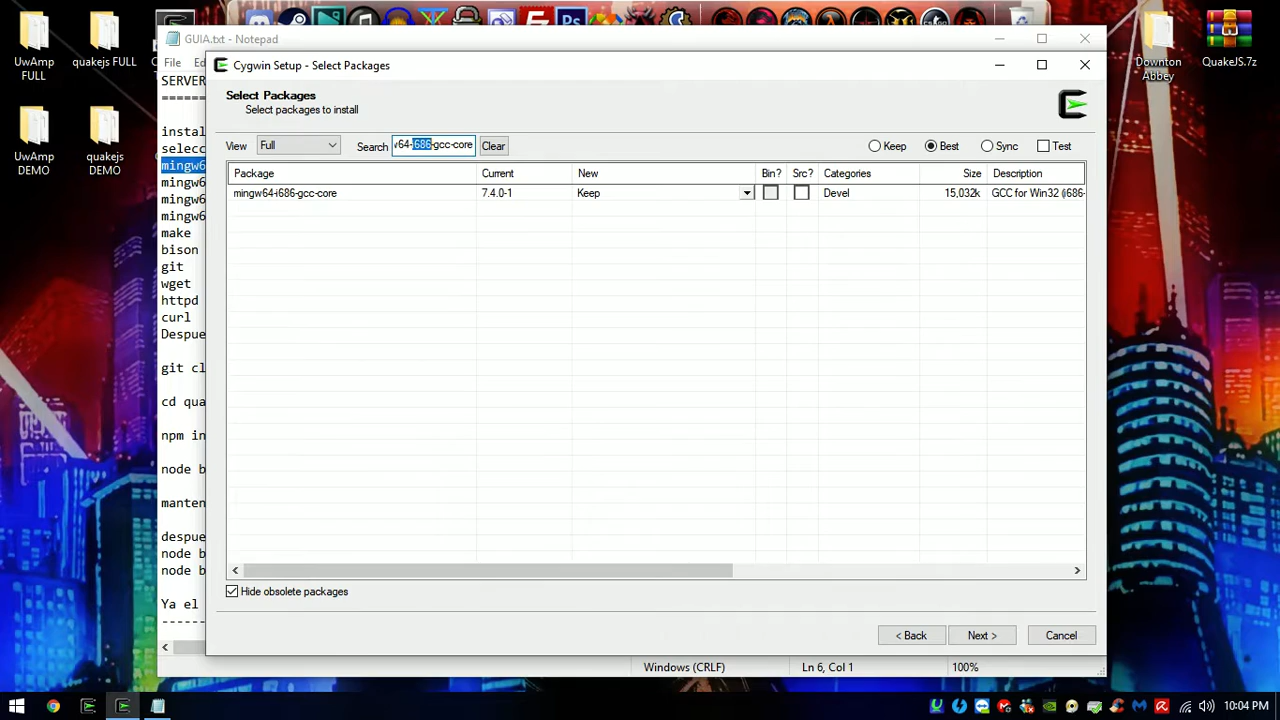 UwAmp
FULL
quakejs FULL
UwAmp
DEMO
quakejs
DEMO
Downton
Abbey
QuakeJS.7z
GUIA.txt - Notepad
File
Ed
SERVER
instal
selecc
mingw6
mingw6
mingw6
mingw6
make
bison
git
wget
httpd
curl
Despue
git cl
cd qua
npm in
node b
manten
despue
node b
node b
Ya el
Cygwin Setup - Select Packages
Select Packages
Select packages to install
View
Full
Search
64-686-gcc-core
Clear
Keep
Best
Sync
Test
Package
Current
New
Bin?
Src?
Categories
Size
Description
mingw64-i686-gcc-core
7.4.0-1
Keep
Devel
15,032k
GCC for Win32 (i686-
Hide obsolete packages
< Back
Next >
Cancel
Windows (CRLF)
Ln 6, Col 1
100%
10:04 PM